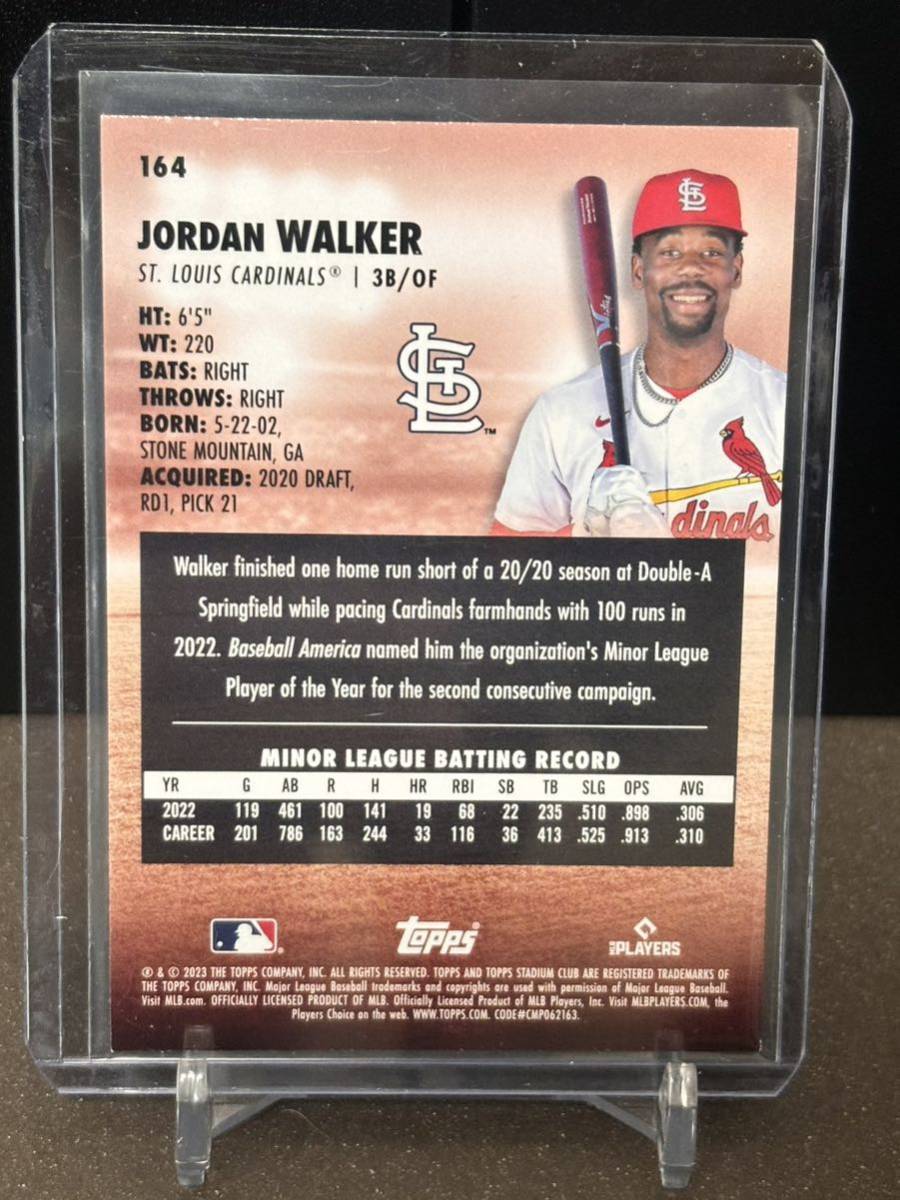 164
JORDAN WALKER
ST. LOUIS CARDINALS® | 3B/OF
HT: 6'5"
WT: 220
BATS: RIGHT
THROWS: RIGHT
BORN: 5-22-02,
STONE MOUNTAIN, GA
ACQUIRED: 2020 DRAFT,
RD1, PICK 21
STL™
STL
dinals
Walker finished one home run short of a 20/20 season at Double-A
Springfield while pacing Cardinals farmhands with 100 runs in
2022. Baseball America named him the organization's Minor League
Player of the Year for the second consecutive campaign.
MINOR LEAGUE BATTING RECORD
YR G AB R H HR RBI SB TB SLG OPS AVG
2022 119 461 100 141 19 68 22 235 .510 .898 .306
CAREER 201 786 163 244 33 116 36 413 .525 .913 .310
Topps®
MLB PLAYERS
® & © 2023 THE TOPPS COMPANY, INC. ALL RIGHTS RESERVED. TOPPS AND TOPPS STADIUM CLUB ARE REGISTERED TRADEMARKS OF
THE TOPPS COMPANY, INC. Major League Baseball trademarks and copyrights are used with permission of Major League Baseball.
Visit MLB.com. OFFICIALLY LICENSED PRODUCT OF MLB. Officially Licensed Product of MLB Players, Inc. Visit MLBPLAYERS.COM, the
Players Choice on the web. WWW.TOPPS.COM. CODE#CMP062163.